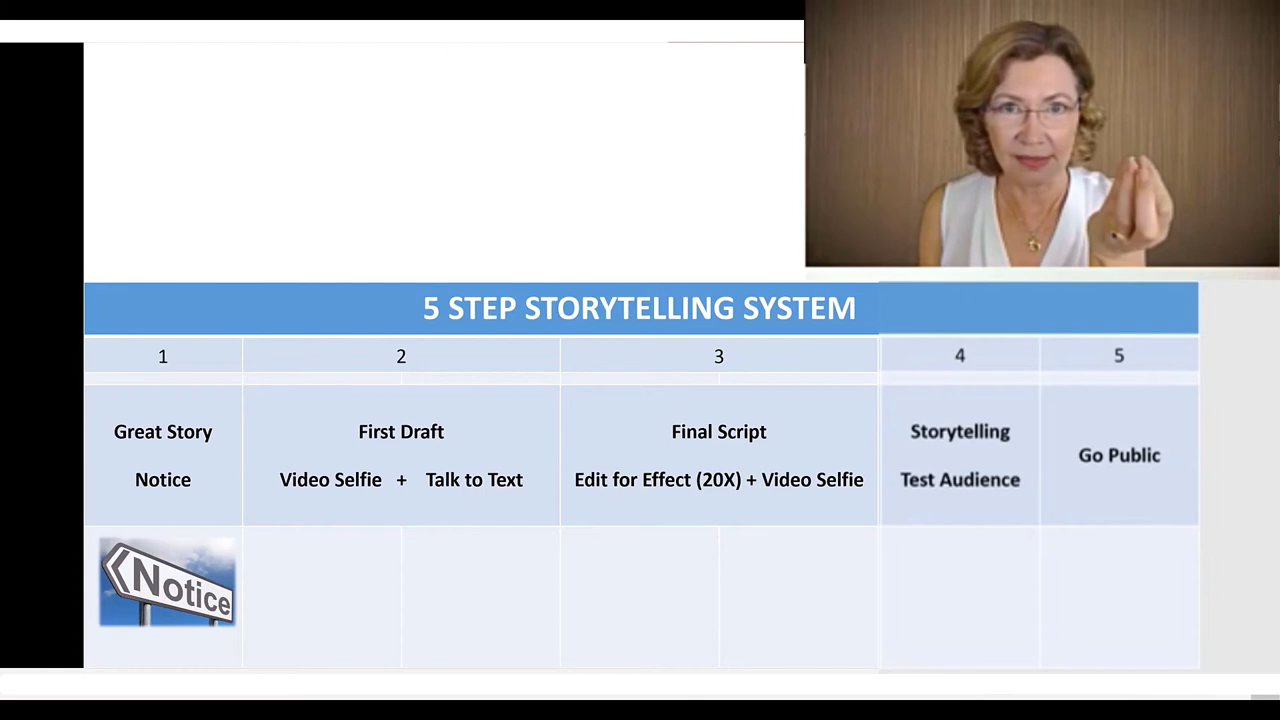 5 STEP STORYTELLING SYSTEM
1 2 3 4 5
Great Story
Notice
First Draft
Video Selfie + Talk to Text
Final Script
Edit for Effect (20X) + Video Selfie
Storytelling
Test Audience
Go Public
Notice